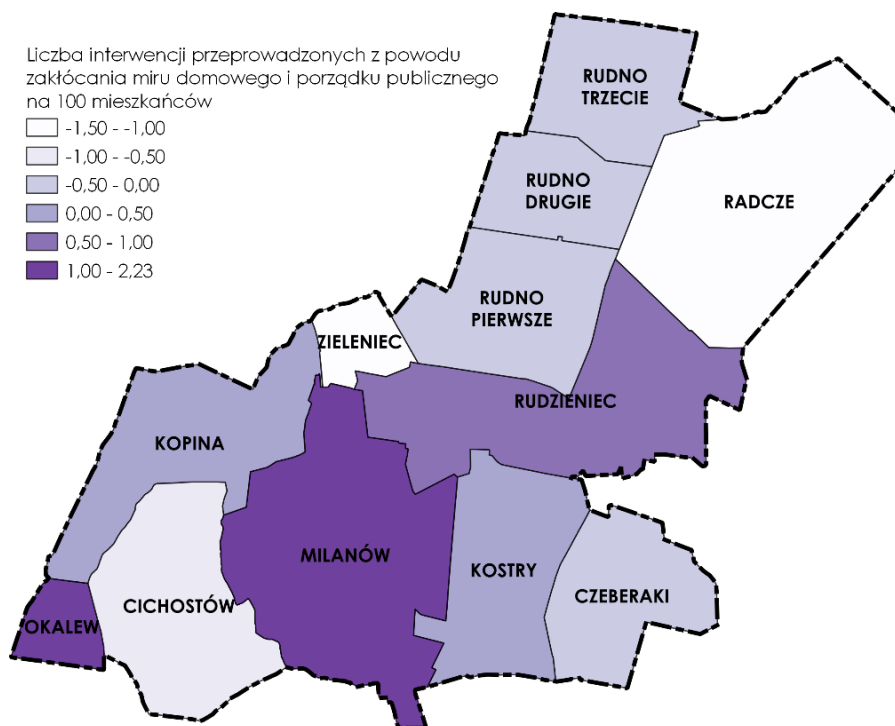 Liczba interwencji przeprowadzonych z powodu
zakłócania miru domowego i porządku publicznego
na 100 mieszkańców
-1,50 - -1,00
-1,00 - -0,50
-0,50 - 0,00
0,00 - 0,50
0,50 - 1,00
1,00 - 2,23
RUDNO
TRZECIE
RUDNO
DRUGIE
RADCZE
RUDNO
PIERWSZE
ZIELENIEC
RUDZIENIEC
KOPINA
MILANÓW
KOSTRY
CZEBERAKI
CICHOSTÓW
OKALEW